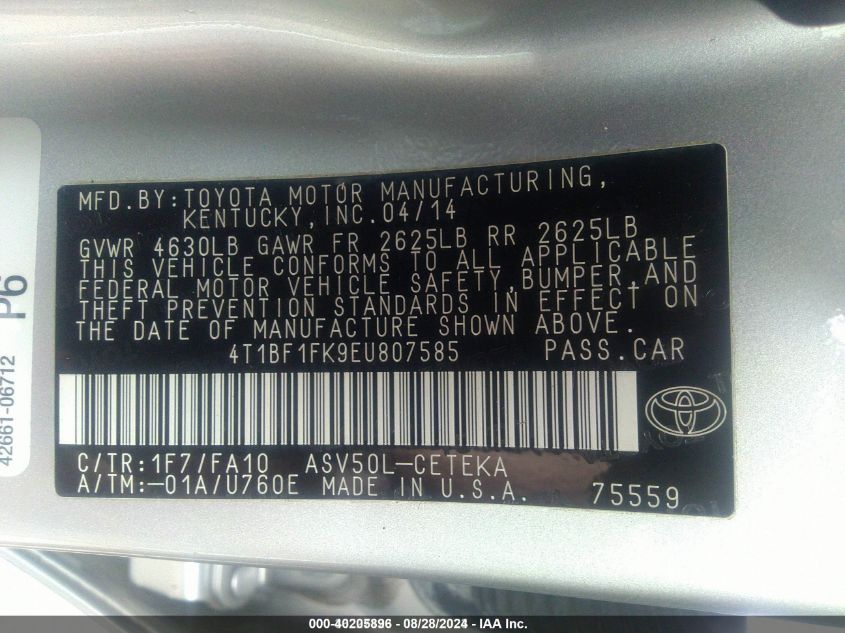 MFD.BY:TOYOTA MOTOR MANUFACTURING,
KENTUCKY,INC.04/14
GVWR 4630LB GAWR FR 2625LB RR 2625LB
THIS VEHICLE CONFORMS TO ALL APPLICABLE
FEDERAL MOTOR VEHICLE SAFETY,BUMPER,AND
THEFT PREVENTION STANDARDS IN EFFECT ON
THE DATE OF MANUFACTURE SHOWN ABOVE.
4T1BF1FK9EU807585 PASS.CAR
C/TR:1F7/FA10 ASV50L-CETEKA
A/TM:-01A/U760E MADE IN U.S.A. 75559
P6
42661-06712
000-40205896 | 08/28/2024 | IAA Inc.